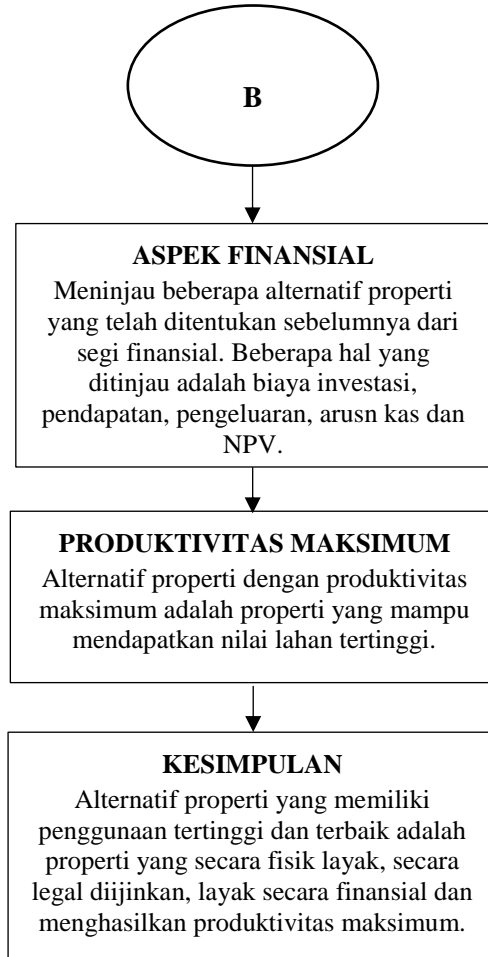 B
ASPEK FINANSIAL
Meninjau beberapa alternatif properti
yang telah ditentukan sebelumnya dari
segi finansial. Beberapa hal yang
ditinjau adalah biaya investasi,
pendapatan, pengeluaran, arusn kas dan
NPV.
PRODUKTIVITAS MAKSIMUM
Alternatif properti dengan produktivitas
maksimum adalah properti yang mampu
mendapatkan nilai lahan tertinggi.
KESIMPULAN
Alternatif properti yang memiliki
penggunaan tertinggi dan terbaik adalah
properti yang secara fisik layak, secara
legal diijinkan, layak secara finansial dan
menghasilkan produktivitas maksimum.